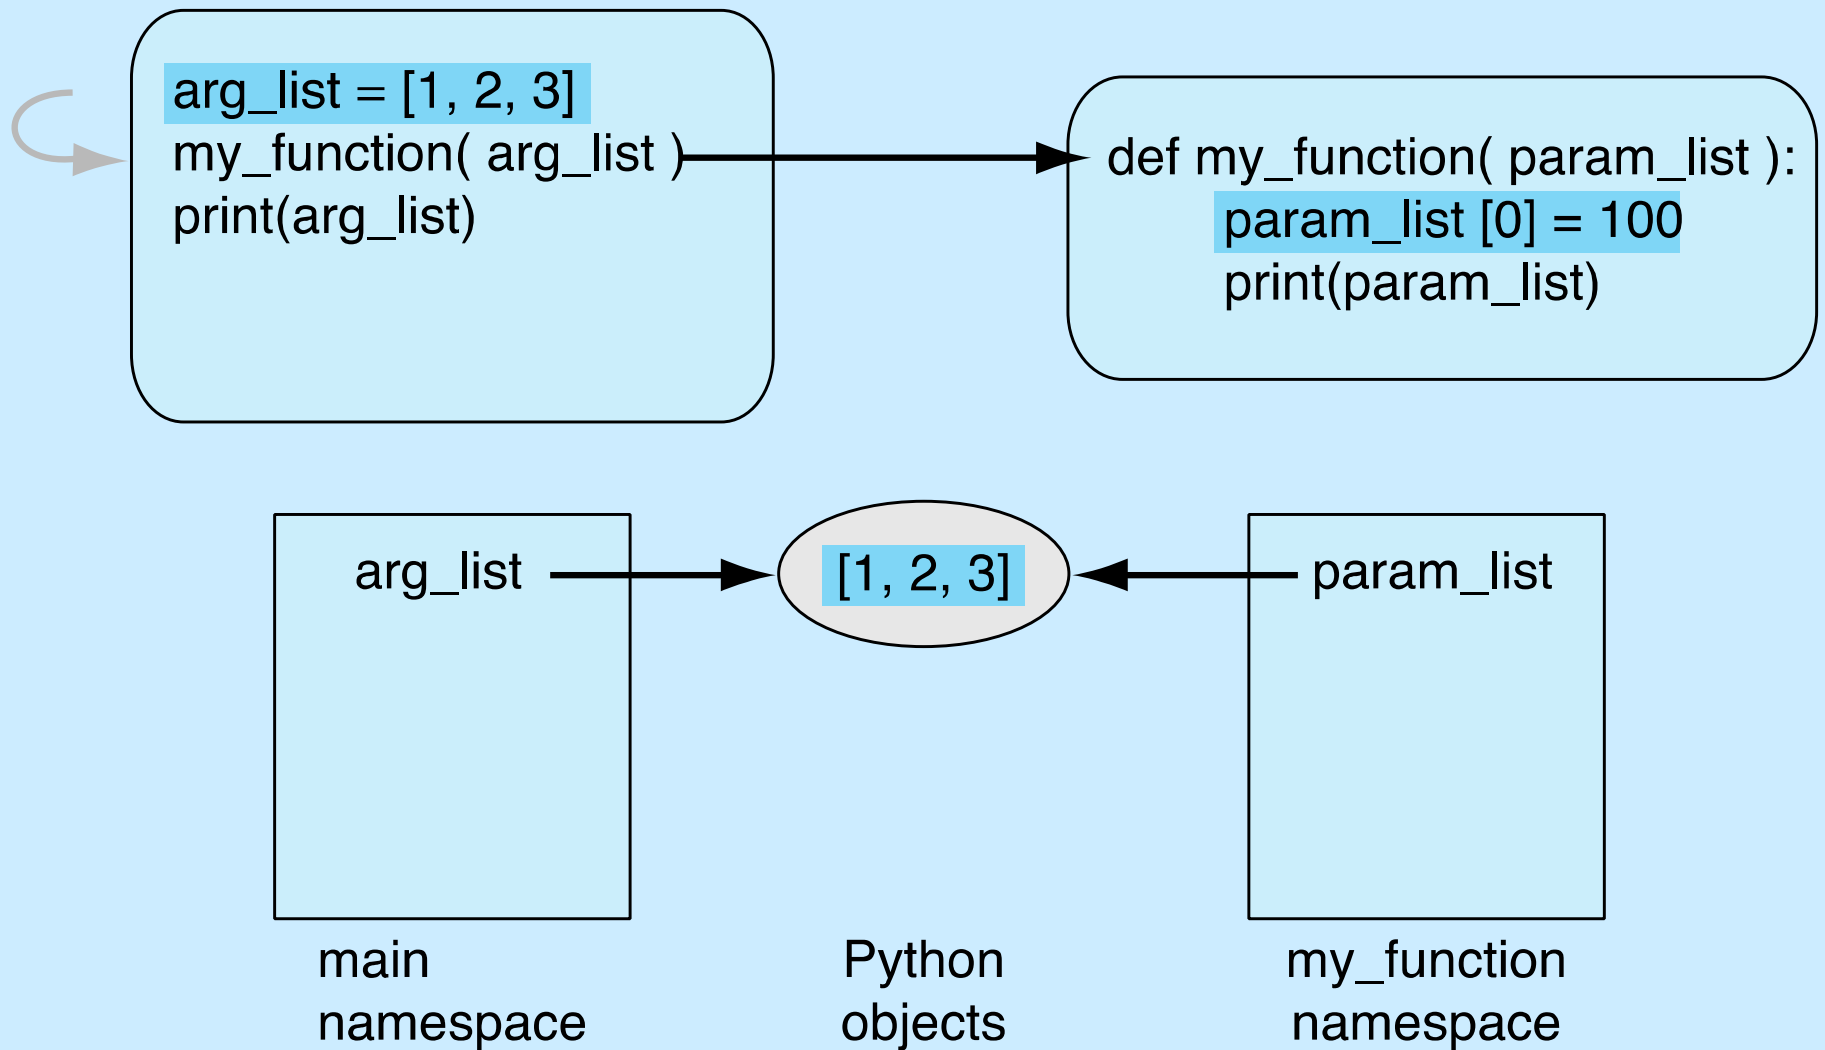 arg_list = [1, 2, 3]
my_function( arg_list )
print(arg_list)
def my_function( param_list ):
param_list [0] = 100
print(param_list)
arg_list
[1, 2, 3]
param_list
main
namespace
Python
objects
my_function
namespace